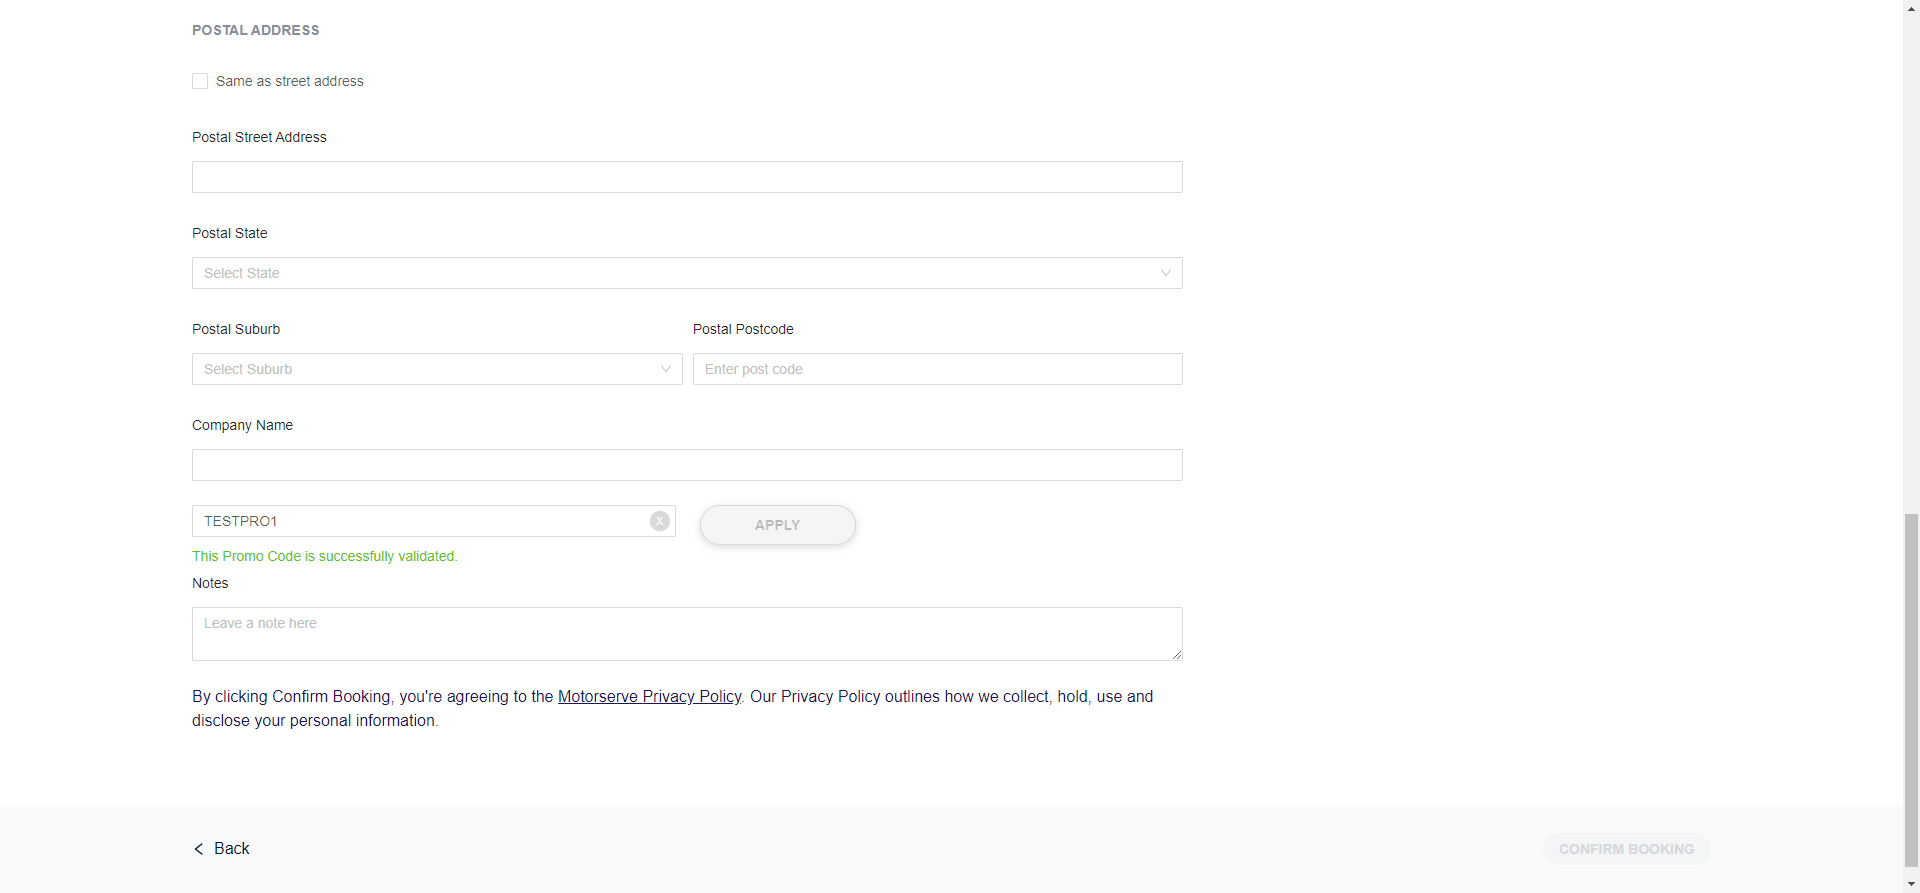 POSTAL ADDRESS
Same as street address
Postal Street Address
Postal State
Select State
Postal Suburb
Postal Postcode
Select Suburb
Enter post code
Company Name
TESTPRO1
X
APPLY
This Promo Code is successfully validated.
Notes
Leave a note here
By clicking Confirm Booking, you're agreeing to the Motorserve Privacy Policy. Our Privacy Policy outlines how we collect, hold, use and
disclose your personal information.
Back
CONFIRM BOOKING